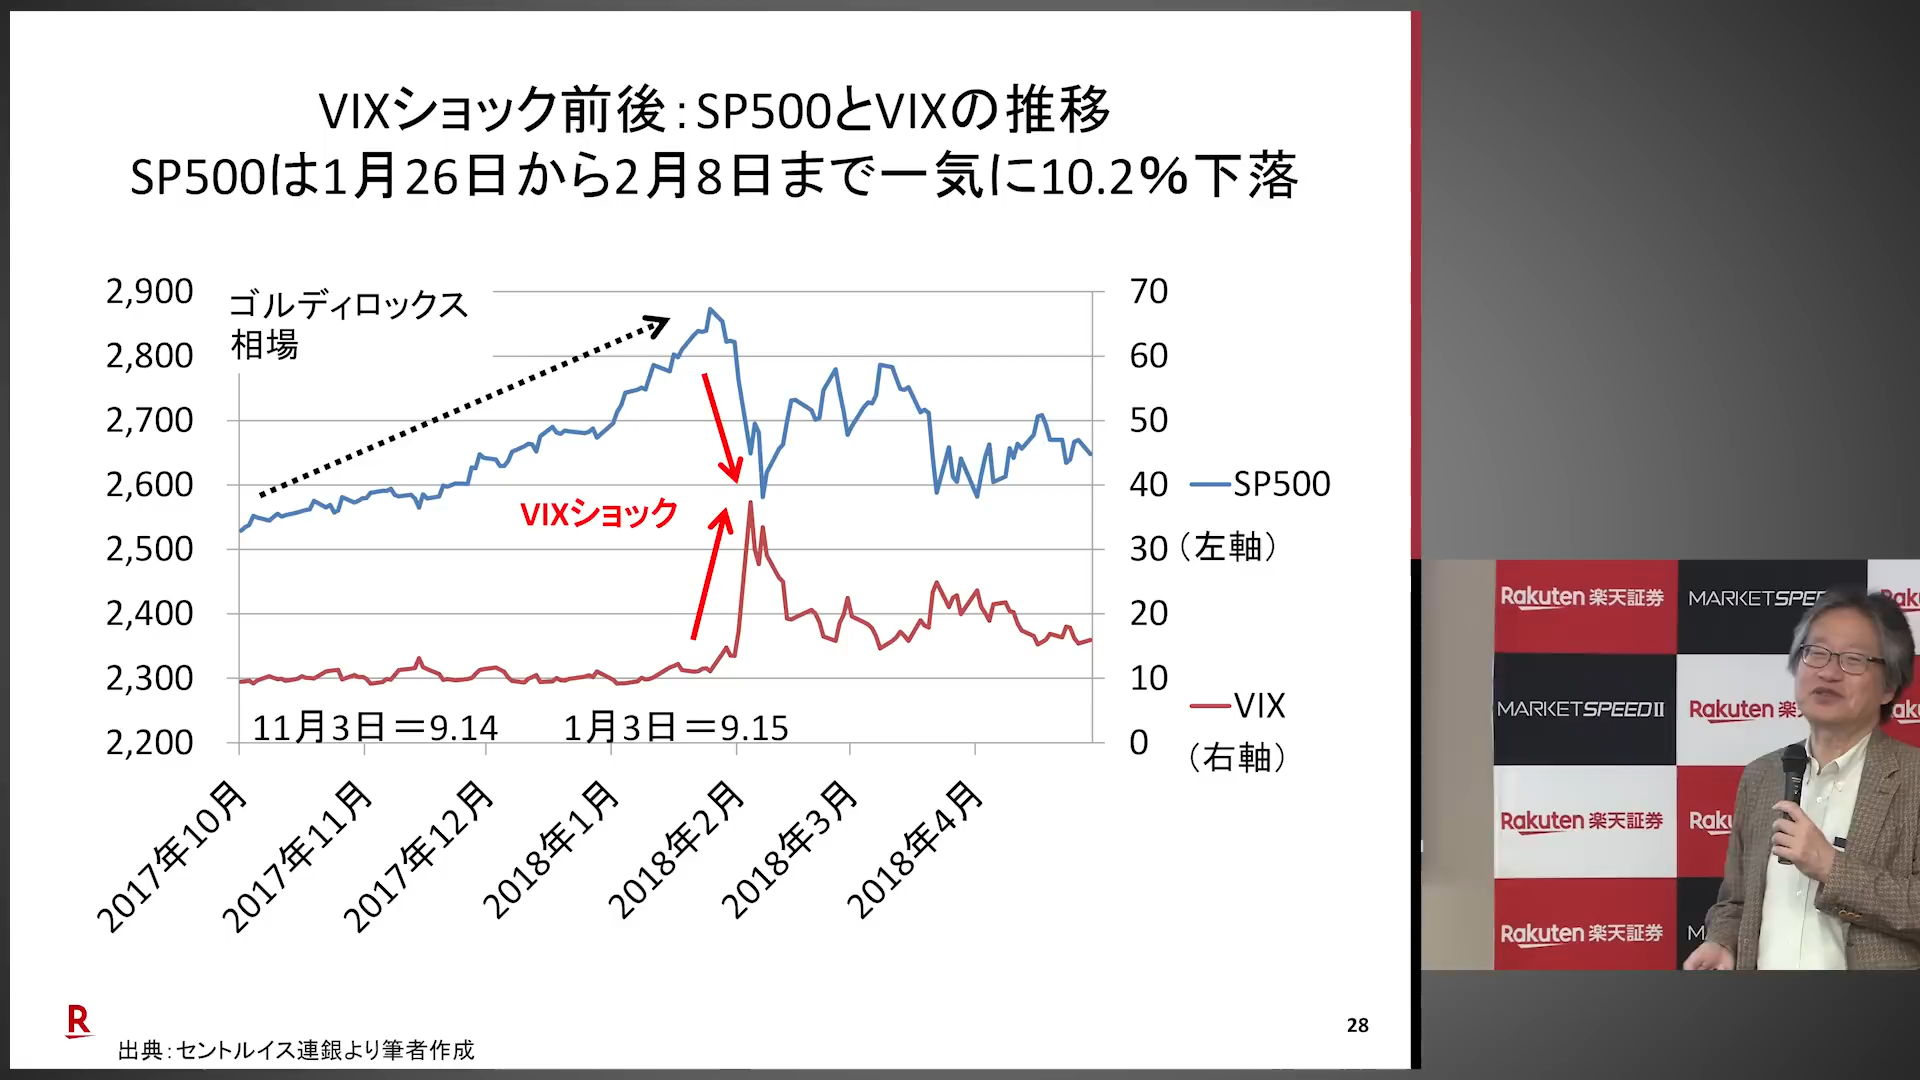 VIXショック前後：SP500とVIXの推移
SP500は1月26日から2月8日まで一気に10.2%下落
2,900
2,800
2,700
2,600
2,500
2,400
2,300
2,200
ゴルディロックス
相場
VIXショック
11月3日＝9.14
1月3日＝9.15
70
60
50
40
30
20
10
0
SP500
（左軸）
VIX
（右軸）
2017年10月
2017年11月
2017年12月
2018年1月
2018年2月
2018年3月
2018年4月
R
出典：セントルイス連銀より筆者作成
28
Rakuten 楽天証券
MARKETSPEE
Rak
MARKETSPEED II
Rakuten 楽
ak
Rakuten 楽天証券
Raku
Rakuten 楽天証券
M